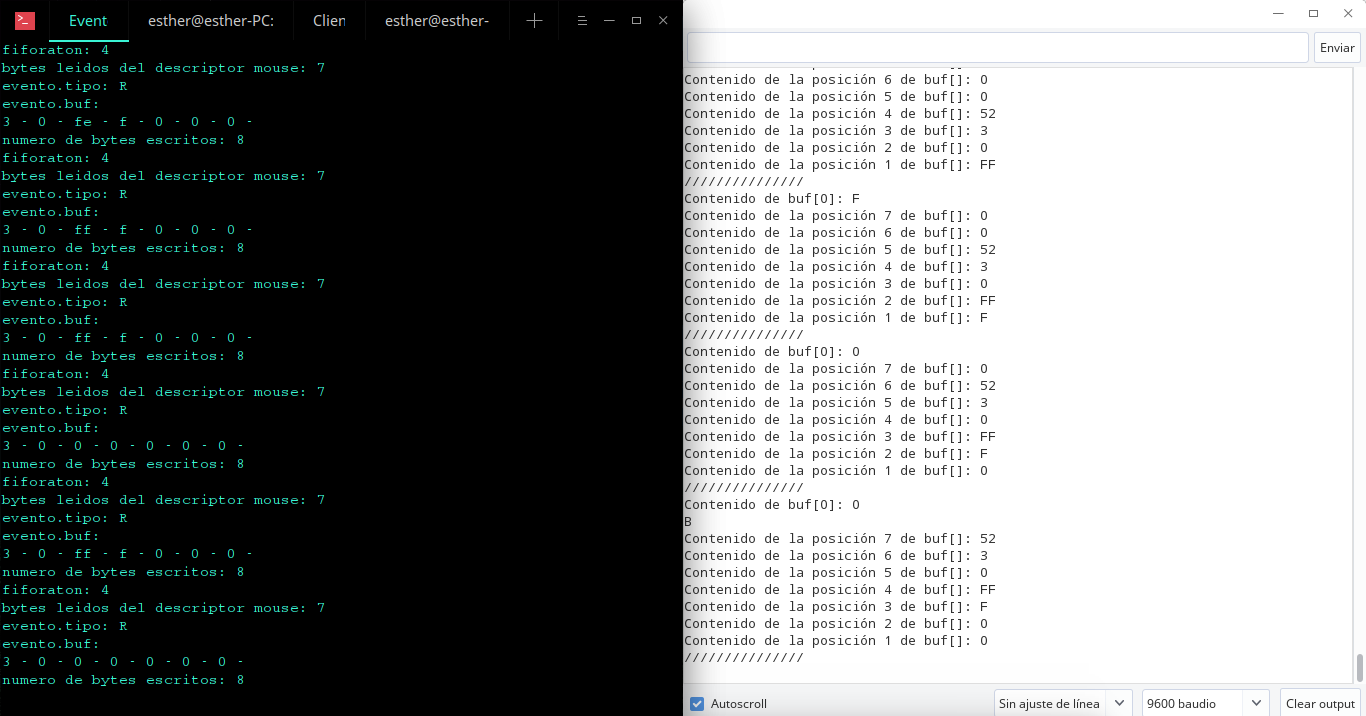 Event
esther@esther-PC:
Clien
esther@esther-
fiforaton: 4
bytes leidos del descriptor mouse: 7
evento.tipo: R
evento.buf:
3 - 0 - fe - f - 0 - 0 - 0 -
numero de bytes escritos: 8
fiforaton: 4
bytes leidos del descriptor mouse: 7
evento.tipo: R
evento.buf:
3 - 0 - ff - f - 0 - 0 - 0 -
numero de bytes escritos: 8
fiforaton: 4
bytes leidos del descriptor mouse: 7
evento.tipo: R
evento.buf:
3 - 0 - ff - f - 0 - 0 - 0 -
numero de bytes escritos: 8
fiforaton: 4
bytes leidos del descriptor mouse: 7
evento.tipo: R
evento.buf:
3 - 0 - 0 - 0 - 0 - 0 - 0 -
numero de bytes escritos: 8
fiforaton: 4
bytes leidos del descriptor mouse: 7
evento.tipo: R
evento.buf:
3 - 0 - ff - f - 0 - 0 - 0 -
numero de bytes escritos: 8
fiforaton: 4
bytes leidos del descriptor mouse: 7
evento.tipo: R
evento.buf:
3 - 0 - 0 - 0 - 0 - 0 - 0 -
numero de bytes escritos: 8
Enviar
Contenido de la posición 6 de buf[]: 0
Contenido de la posición 5 de buf[]: 0
Contenido de la posición 4 de buf[]: 52
Contenido de la posición 3 de buf[]: 3
Contenido de la posición 2 de buf[]: 0
Contenido de la posición 1 de buf[]: FF
///////////////
Contenido de buf[0]: F
Contenido de la posición 7 de buf[]: 0
Contenido de la posición 6 de buf[]: 0
Contenido de la posición 5 de buf[]: 52
Contenido de la posición 4 de buf[]: 3
Contenido de la posición 3 de buf[]: 0
Contenido de la posición 2 de buf[]: FF
Contenido de la posición 1 de buf[]: F
///////////////
Contenido de buf[0]: 0
Contenido de la posición 7 de buf[]: 0
Contenido de la posición 6 de buf[]: 52
Contenido de la posición 5 de buf[]: 3
Contenido de la posición 4 de buf[]: 0
Contenido de la posición 3 de buf[]: FF
Contenido de la posición 2 de buf[]: F
Contenido de la posición 1 de buf[]: 0
///////////////
Contenido de buf[0]: 0
B
Contenido de la posición 7 de buf[]: 52
Contenido de la posición 6 de buf[]: 3
Contenido de la posición 5 de buf[]: 0
Contenido de la posición 4 de buf[]: FF
Contenido de la posición 3 de buf[]: F
Contenido de la posición 2 de buf[]: 0
Contenido de la posición 1 de buf[]: 0
///////////////
Autoscroll
Sin ajuste de línea
9600 baudio
Clear output